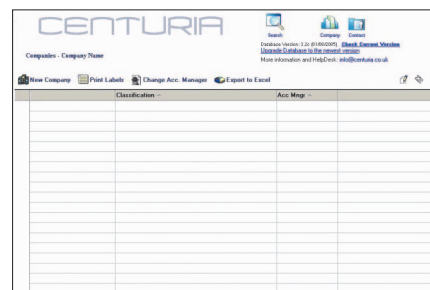 CENTURIA
Search Company Contact
Database Version: 3.2c (01/08/2005) Check Current Version
Upgrade Database to the newest version
More information and HelpDesk: info@centuria.co.uk
Companies - Company Name
New Company Print Labels Change Acc. Manager Export to Excel
Classification Acc Mngr